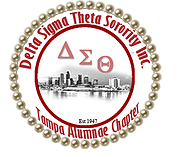 Delta Sigma Theta Sorority Inc.
ΔΣΘ
Est 1947
Tampa Alumnae Chapter